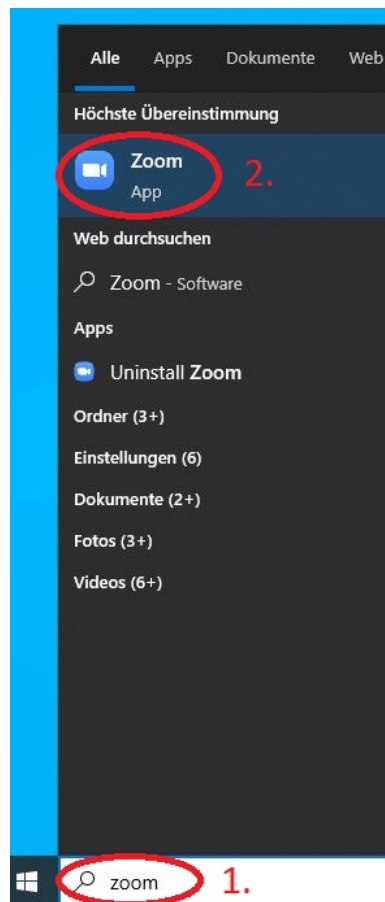 Alle Apps Dokumente Web
Höchste Übereinstimmung
Zoom
App
2.
Web durchsuchen
Zoom - Software
Apps
Uninstall Zoom
Ordner (3+)
Einstellungen (6)
Dokumente (2+)
Fotos (3+)
Videos (6+)
zoom 1.